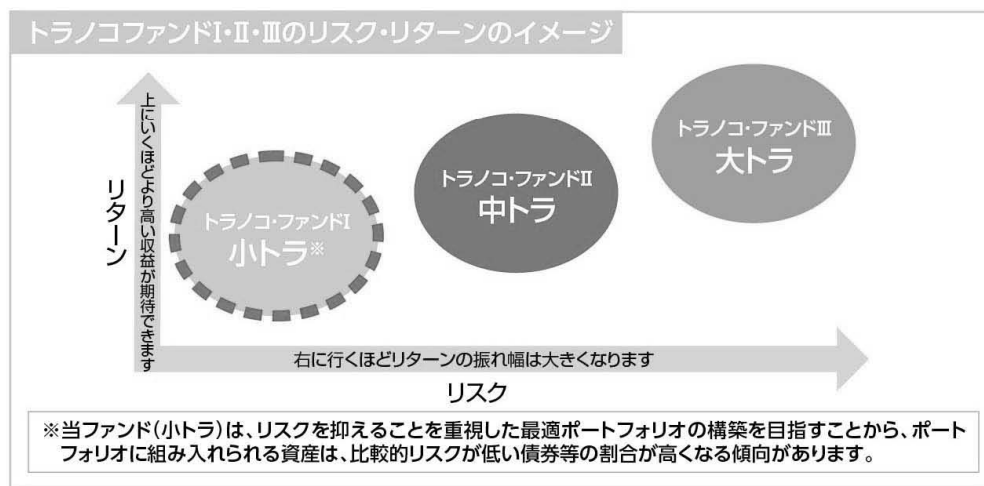 トラノコファンドⅠ・Ⅱ・Ⅲのリスク・リターンのイメージ
リターン
上にいくほどより高い収益が期待できます
トラノコ・ファンドⅠ
小トラ※
トラノコ・ファンドⅡ
中トラ
トラノコ・ファンドⅢ
大トラ
右に行くほどリターンの振れ幅は大きくなります
リスク
※当ファンド(小トラ)は、リスクを抑えることを重視した最適ポートフォリオの構築を目指すことから、ポート
フォリオに組み入れられる資産は、比較的リスクが低い債券等の割合が高くなる傾向があります。